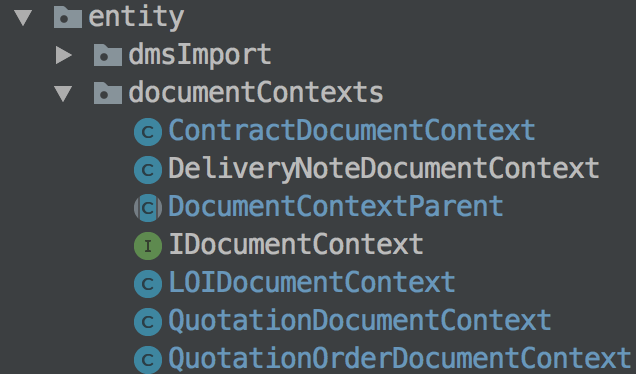 entity
dmsImport
documentContexts
C ContractDocumentContext
C DeliveryNoteDocumentContext
C DocumentContextParent
I IDocumentContext
C LOIDocumentContext
C QuotationDocumentContext
C QuotationOrderDocumentContext